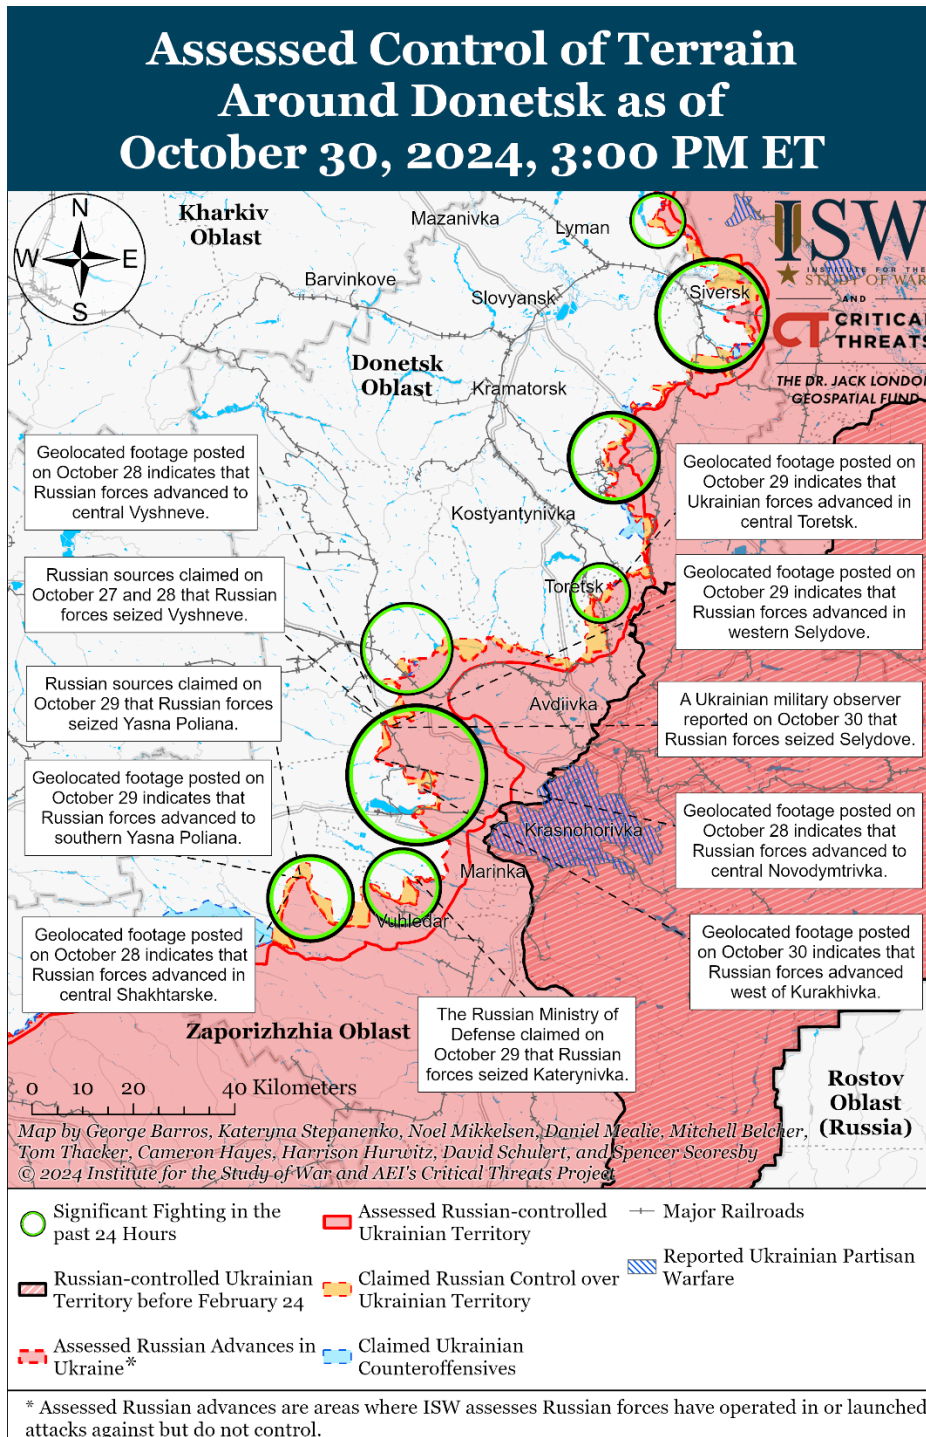 Assessed Control of Terrain
Around Donetsk as of
October 30, 2024, 3:00 PM ET
N
W
E
S
Kharkiv
Oblast
Mazanivka
Lyman
Barvinkove
Slovyansk
Siversk
ISW
INSTITUTE FOR THE
STUDY OF WAR
AND
CT CRITICAL
THREATS
THE DR. JACK LONDON
GEOSPATIAL FUND
Donetsk
Oblast
Kramatorsk
Geolocated footage posted
on October 28 indicates that
Russian forces advanced to
central Vyshneve.
Kostyantynivka
Geolocated footage posted on
October 29 indicates that
Ukrainian forces advanced in
central Toretsk.
Russian sources claimed on
October 27 and 28 that Russian
forces seized Vyshneve.
Toretsk
Geolocated footage posted on
October 29 indicates that
Russian forces advanced in
western Selydove.
Russian sources claimed on
October 29 that Russian forces
seized Yasna Poliana.
Avdiivka
A Ukrainian military observer
reported on October 30 that
Russian forces seized Selydove.
Geolocated footage posted on
October 29 indicates that
Russian forces advanced to
southern Yasna Poliana.
Krasnohorivka
Geolocated footage posted on
October 28 indicates that
Russian forces advanced to
central Novodymtrivka.
Marinka
Vuhledar
Geolocated footage posted
on October 28 indicates that
Russian forces advanced in
central Shakhtarske.
Geolocated footage posted
on October 30 indicates that
Russian forces advanced
west of Kurakhivka.
Zaporizhzhia Oblast
The Russian Ministry of
Defense claimed on
October 29 that Russian
forces seized Katerynivka.
Rostov
Oblast
(Russia)
0 10 20 40 Kilometers
Map by George Barros, Kateryna Stepanenko, Noel Mikkelsen, Daniel Mealie, Mitchell Belcher,
Tom Thacker, Cameron Hayes, Harrison Hurwitz, David Schulert, and Spencer Scoresby
© 2024 Institute for the Study of War and AEI's Critical Threats Project
Significant Fighting in the
past 24 Hours
Assessed Russian-controlled
Ukrainian Territory
Major Railroads
Russian-controlled Ukrainian
Territory before February 24
Claimed Russian Control over
Ukrainian Territory
Reported Ukrainian Partisan
Warfare
Assessed Russian Advances in
Ukraine*
Claimed Ukrainian
Counteroffensives
* Assessed Russian advances are areas where ISW assesses Russian forces have operated in or launched
attacks against but do not control.